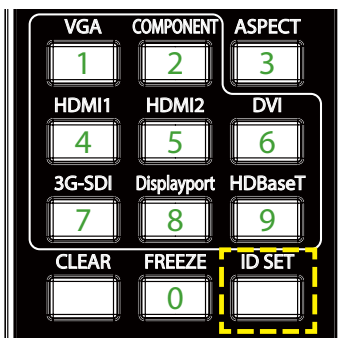 VGA COMPONENT ASPECT
1 2 3
HDMI1 HDMI2 DVI
4 5 6
3G-SDI Displayport HDBaseT
7 8 9
CLEAR FREEZE ID SET
0